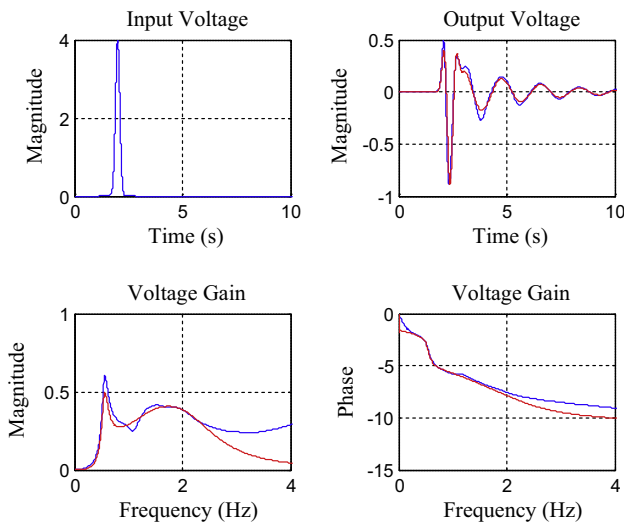 Input Voltage
Magnitude
4
2
0
0
5
10
Time (s)
Output Voltage
Magnitude
0.5
0
-0.5
-1
0
5
10
Time (s)
Voltage Gain
Magnitude
1
0.5
0
0
2
4
Frequency (Hz)
Voltage Gain
Phase
0
-5
-10
-15
0
2
4
Frequency (Hz)